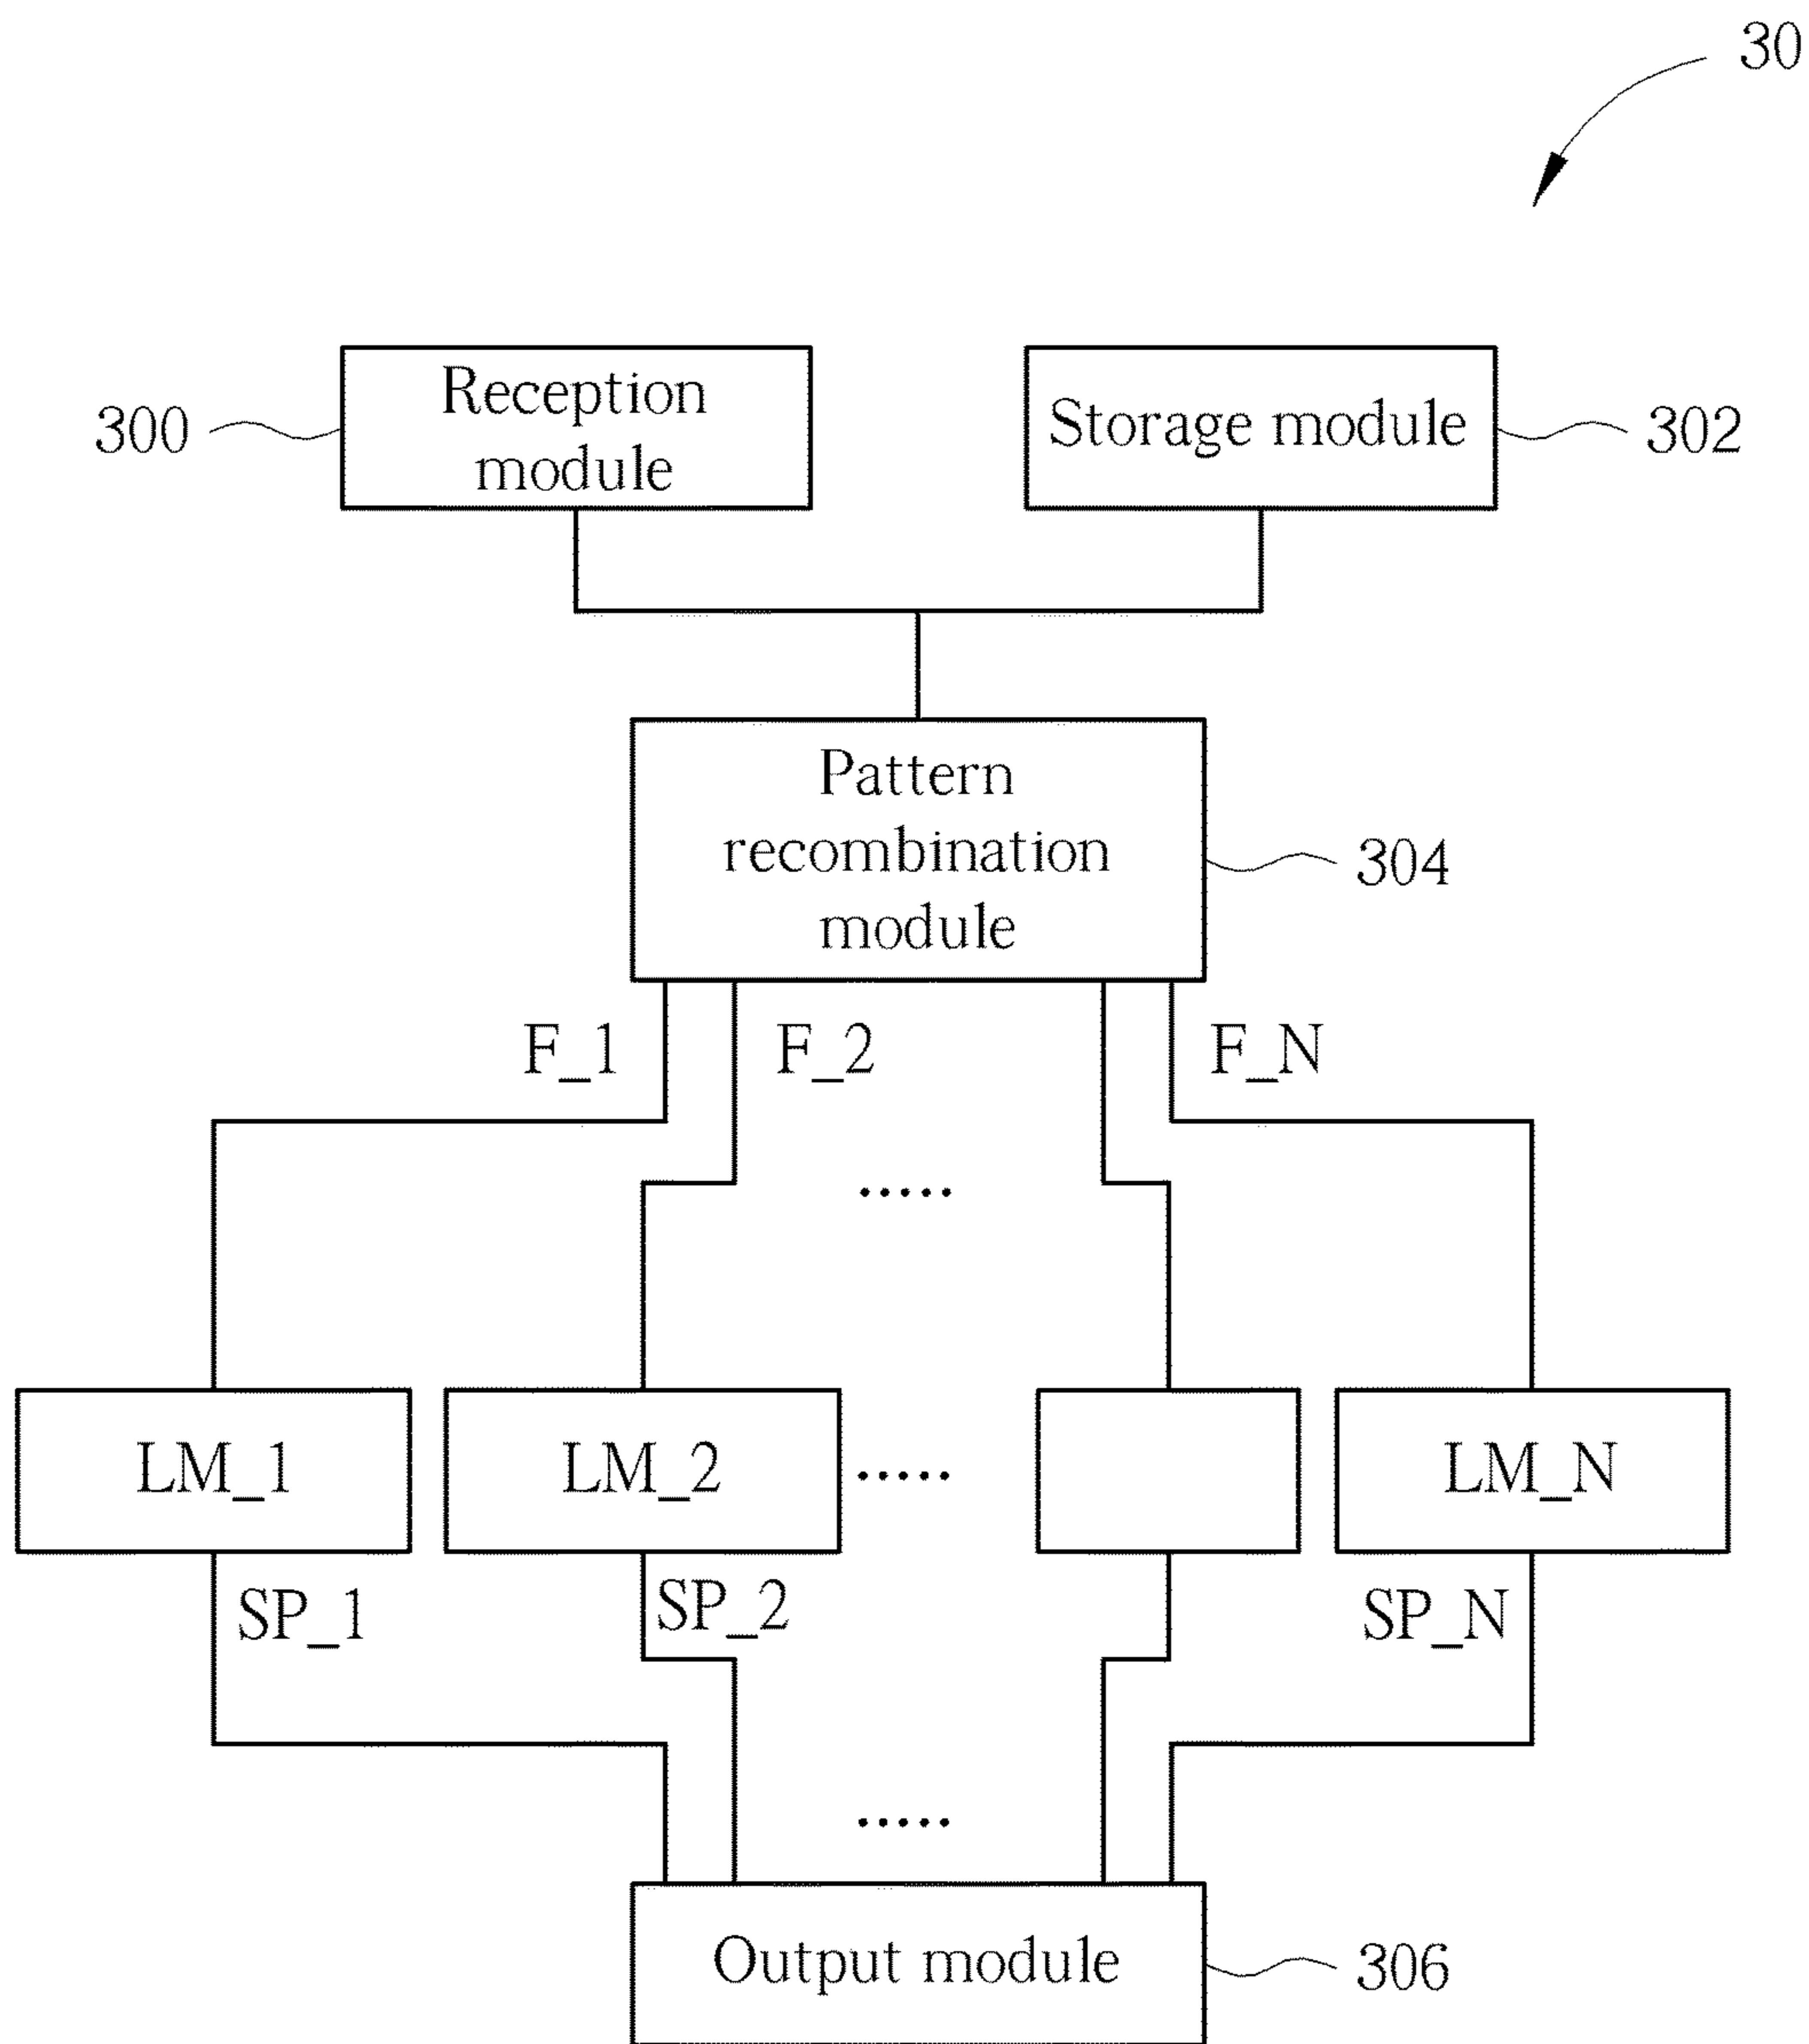 30
Reception
module
300
Storage module
302
Pattern
recombination
module
304
F_1
F_2
F_N
.....
LM_1
LM_2
.....
LM_N
SP_1
SP_2
SP_N
.....
Output module
306